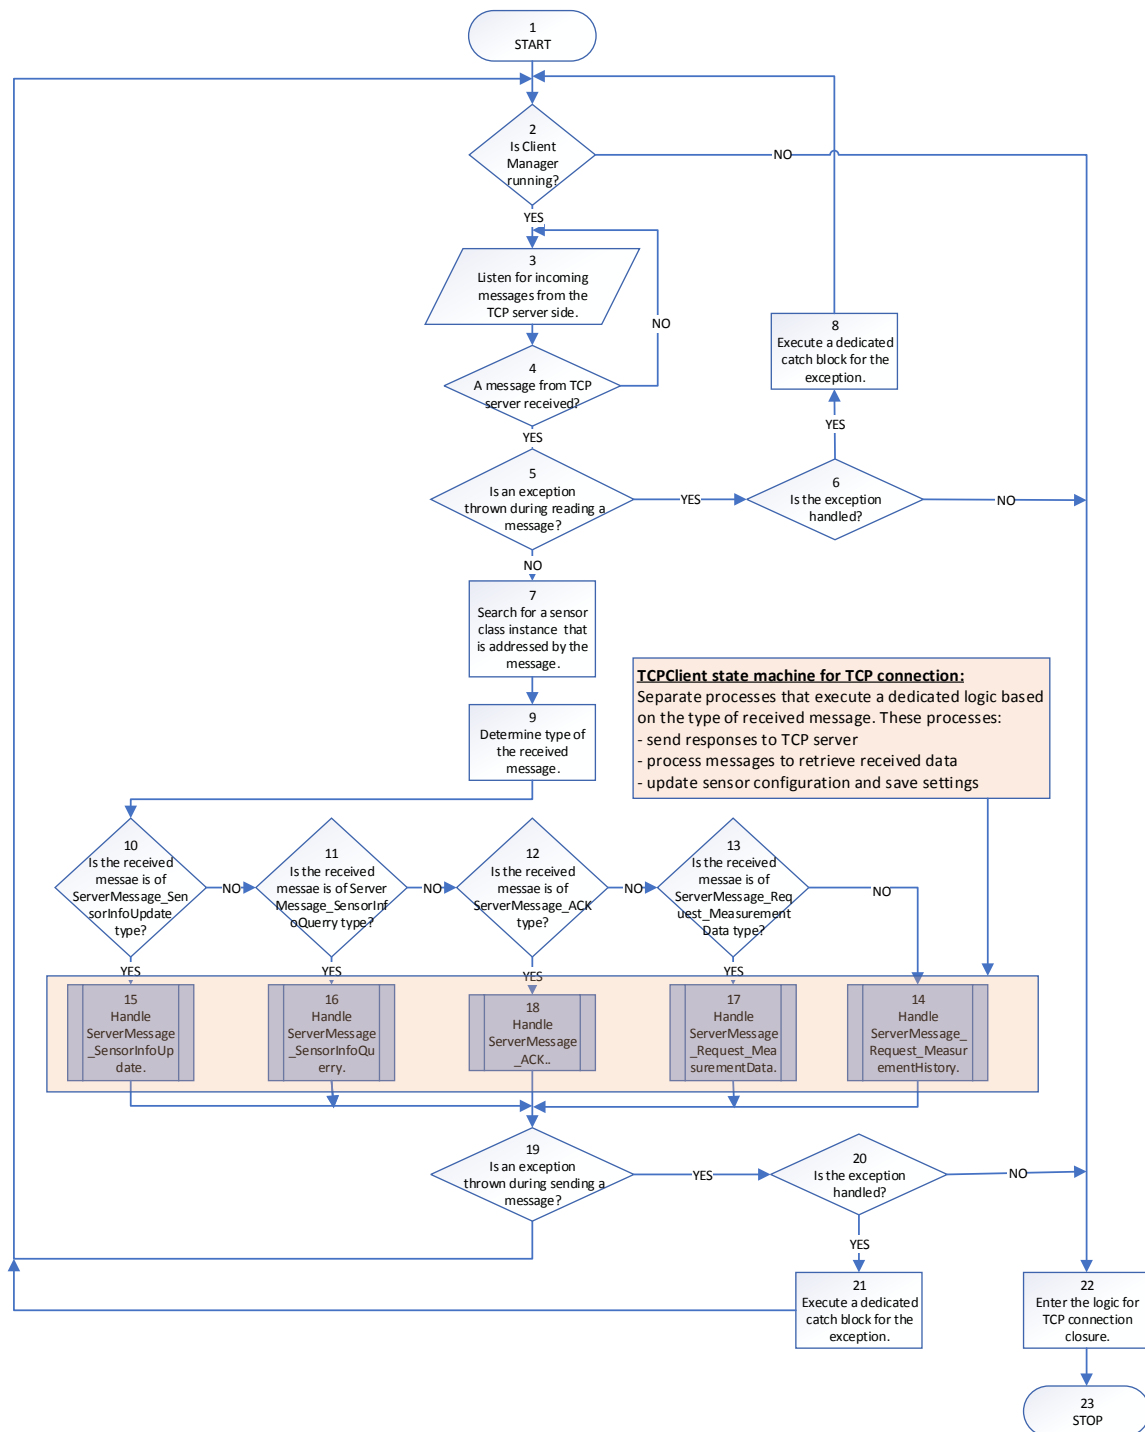 1
START
2
Is Client
Manager
running?
NO
YES
3
Listen for incoming
messages from the
TCP server side.
NO
8
Execute a dedicated
catch block for the
exception.
4
A message from TCP
server received?
YES
YES
5
Is an exception
thrown during reading a
message?
YES
6
Is the exception
handled?
NO
NO
7
Search for a sensor
class instance that
is addressed by the
message.
TCPClient state machine for TCP connection:
Separate processes that execute a dedicated logic based
on the type of received message. These processes:
- send responses to TCP server
- process messages to retrieve received data
- update sensor configuration and save settings
9
Determine type of
the received
message.
10
Is the received
messae is of
ServerMessage_Sen
sorInfoUpdate
type?
NO
11
Is the received
messae is of Server
Message_SensorInf
oQuerry type?
NO
12
Is the received
messae is of
ServerMessage_ACK
type?
NO
13
Is the received
messae is of
ServerMessage_Req
uest_Measurement
Data type?
NO
YES
YES
YES
YES
15
Handle
ServerMessage
_SensorInfoUp
date.
16
Handle
ServerMessage
_SensorInfoQu
erry.
18
Handle
ServerMessage
_ACK..
17
Handle
ServerMessage
_Request_Mea
surementData.
14
Handle
ServerMessage_
Request_Measur
ementHistory.
19
Is an exception
thrown during sending a
message?
YES
20
Is the exception
handled?
NO
YES
21
Execute a dedicated
catch block for the
exception.
22
Enter the logic for
TCP connection
closure.
23
STOP